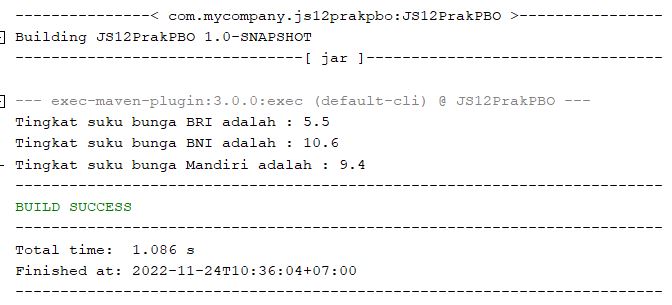 ---------------< com.mycompany.js12prakpbo:JS12PrakPBO >----------------
Building JS12PrakPBO 1.0-SNAPSHOT
--------------------------------[ jar ]---------------------------------
--- exec-maven-plugin:3.0.0:exec (default-cli) @ JS12PrakPBO ---
Tingkat suku bunga BRI adalah : 5.5
Tingkat suku bunga BNI adalah : 10.6
Tingkat suku bunga Mandiri adalah : 9.4
------------------------------------------------------------------------
BUILD SUCCESS
------------------------------------------------------------------------
Total time:  1.086 s
Finished at: 2022-11-24T10:36:04+07:00
------------------------------------------------------------------------